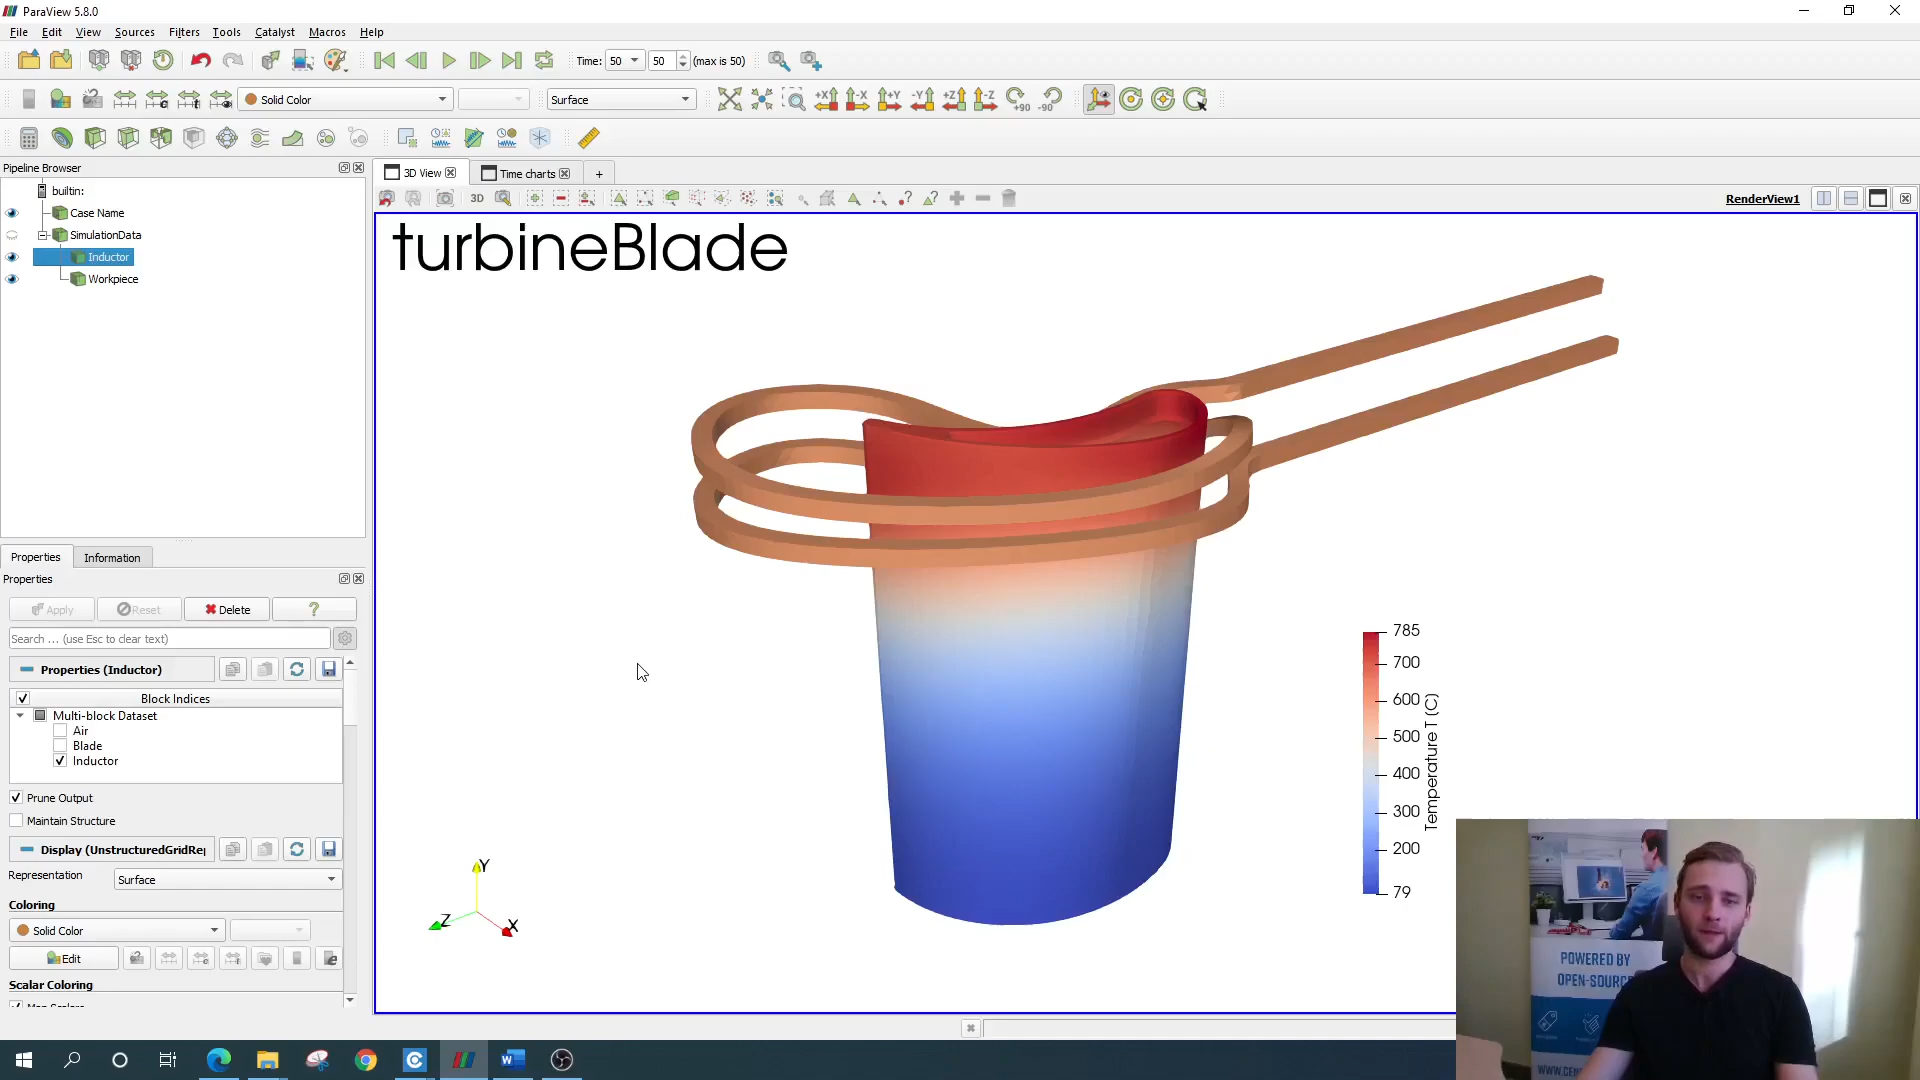 ParaView 5.8.0
File Edit View Sources Filters Tools Catalyst Macros Help
Time: 50 50 (max is 50)
Solid Color Surface
+X -X +Y -Y +Z -Z +90 -90
Pipeline Browser
builtin:
Case Name
SimulationData
Inductor
Workpiece
3D View Time charts +
3D
RenderView1
turbineBlade
Properties Information
Properties
Apply Reset Delete ?
Search ... (use Esc to clear text)
Properties (Inductor)
Block Indices
Multi-block Dataset
Air
Blade
Inductor
Prune Output
Maintain Structure
Display (UnstructuredGridRep
Representation Surface
Coloring
Solid Color
Edit
Scalar Coloring
Y
Z
X
785
700
600
500
400
300
200
79
Temperature T (C)
POWERED BY
OPEN-SOURC